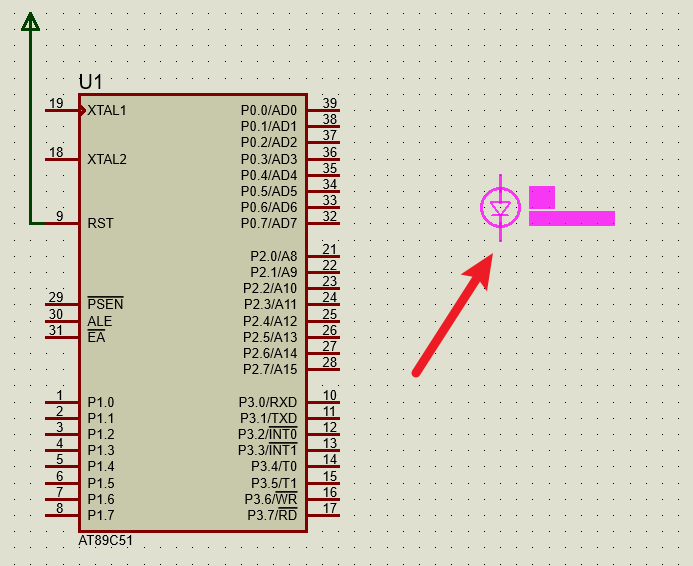 U1
19 XTAL1 P0.0/AD0 39
P0.1/AD1 38
P0.2/AD2 37
18 XTAL2 P0.3/AD3 36
P0.4/AD4 35
P0.5/AD5 34
P0.6/AD6 33
9 RST P0.7/AD7 32
P2.0/A8 21
P2.1/A9 22
P2.2/A10 23
29 PSEN P2.3/A11 24
30 ALE P2.4/A12 25
31 EA P2.5/A13 26
P2.6/A14 27
P2.7/A15 28
1 P1.0 P3.0/RXD 10
2 P1.1 P3.1/TXD 11
3 P1.2 P3.2/INT0 12
4 P1.3 P3.3/INT1 13
5 P1.4 P3.4/T0 14
6 P1.5 P3.5/T1 15
7 P1.6 P3.6/WR 16
8 P1.7 P3.7/RD 17
AT89C51